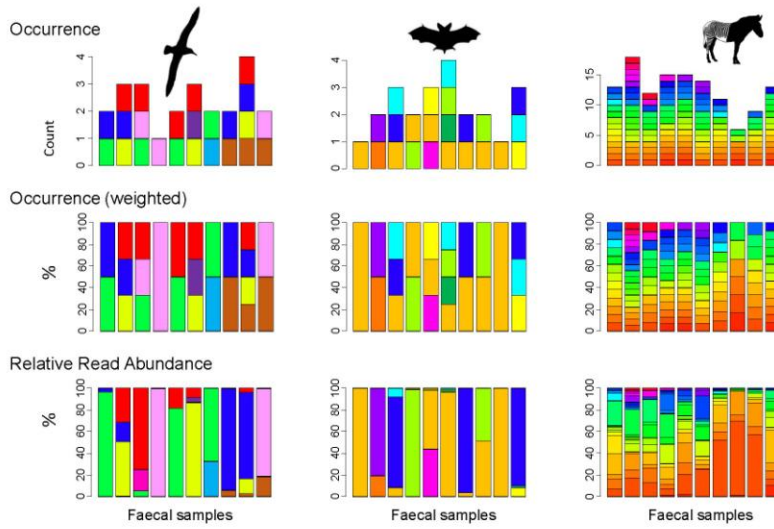 Occurrence
Count
0 1 2 3 4
0 1 2 3 4
0 5 10 15
Occurrence (weighted)
%
0 20 40 60 80 100
0 20 40 60 80 100
0 20 40 60 80 100
Relative Read Abundance
%
0 20 40 60 80 100
0 20 40 60 80 100
0 20 40 60 80 100
Faecal samples Faecal samples Faecal samples